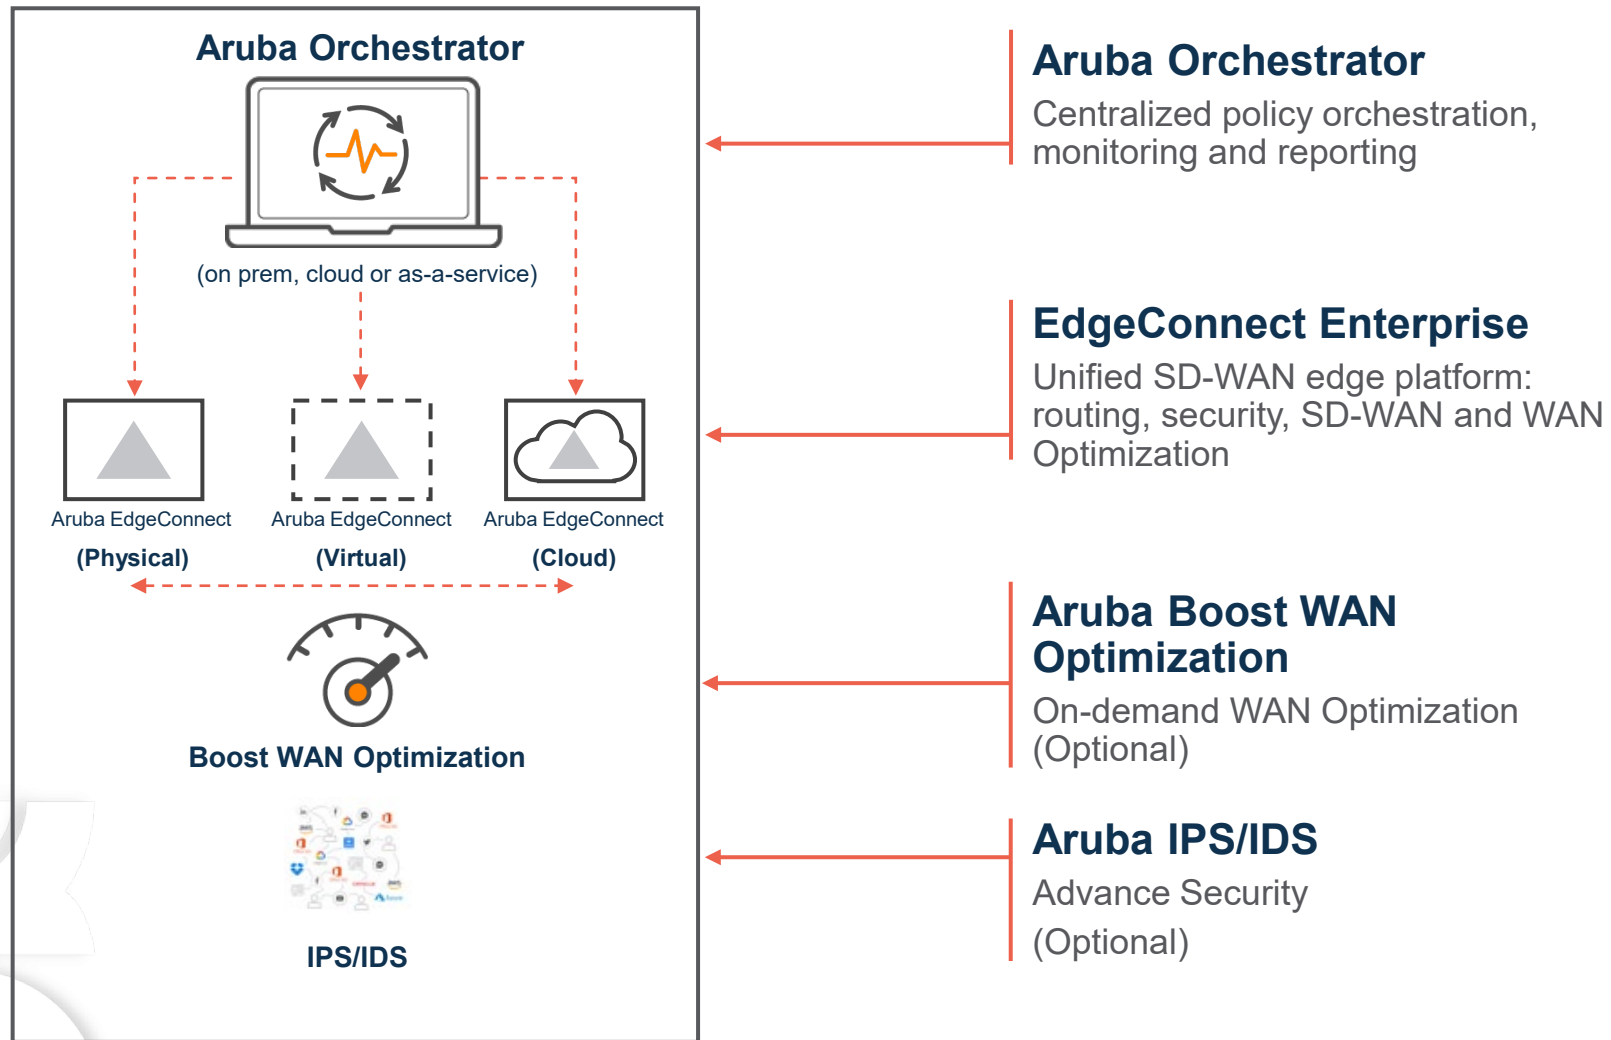 Aruba Orchestrator
(on prem, cloud or as-a-service)
Aruba EdgeConnect
(Physical)
Aruba EdgeConnect
(Virtual)
Aruba EdgeConnect
(Cloud)
Boost WAN Optimization
IPS/IDS
Aruba Orchestrator
Centralized policy orchestration,
monitoring and reporting
EdgeConnect Enterprise
Unified SD-WAN edge platform:
routing, security, SD-WAN and WAN
Optimization
Aruba Boost WAN
Optimization
On-demand WAN Optimization
(Optional)
Aruba IPS/IDS
Advance Security
(Optional)